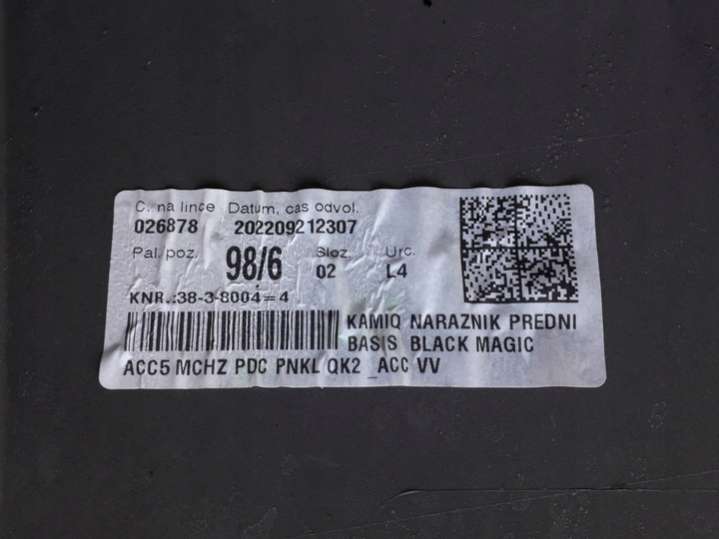 C. na lince Datum, cas odvol.
026878 202209212307
Pal. poz. 98/6 Sloz. Urc.
02 L4
KNR.:38-3-8004=4
KAMIQ NARAZNIK PREDNI
BASIS BLACK MAGIC
ACC5 MCHZ PDC PNKL QK2 _ACC VV